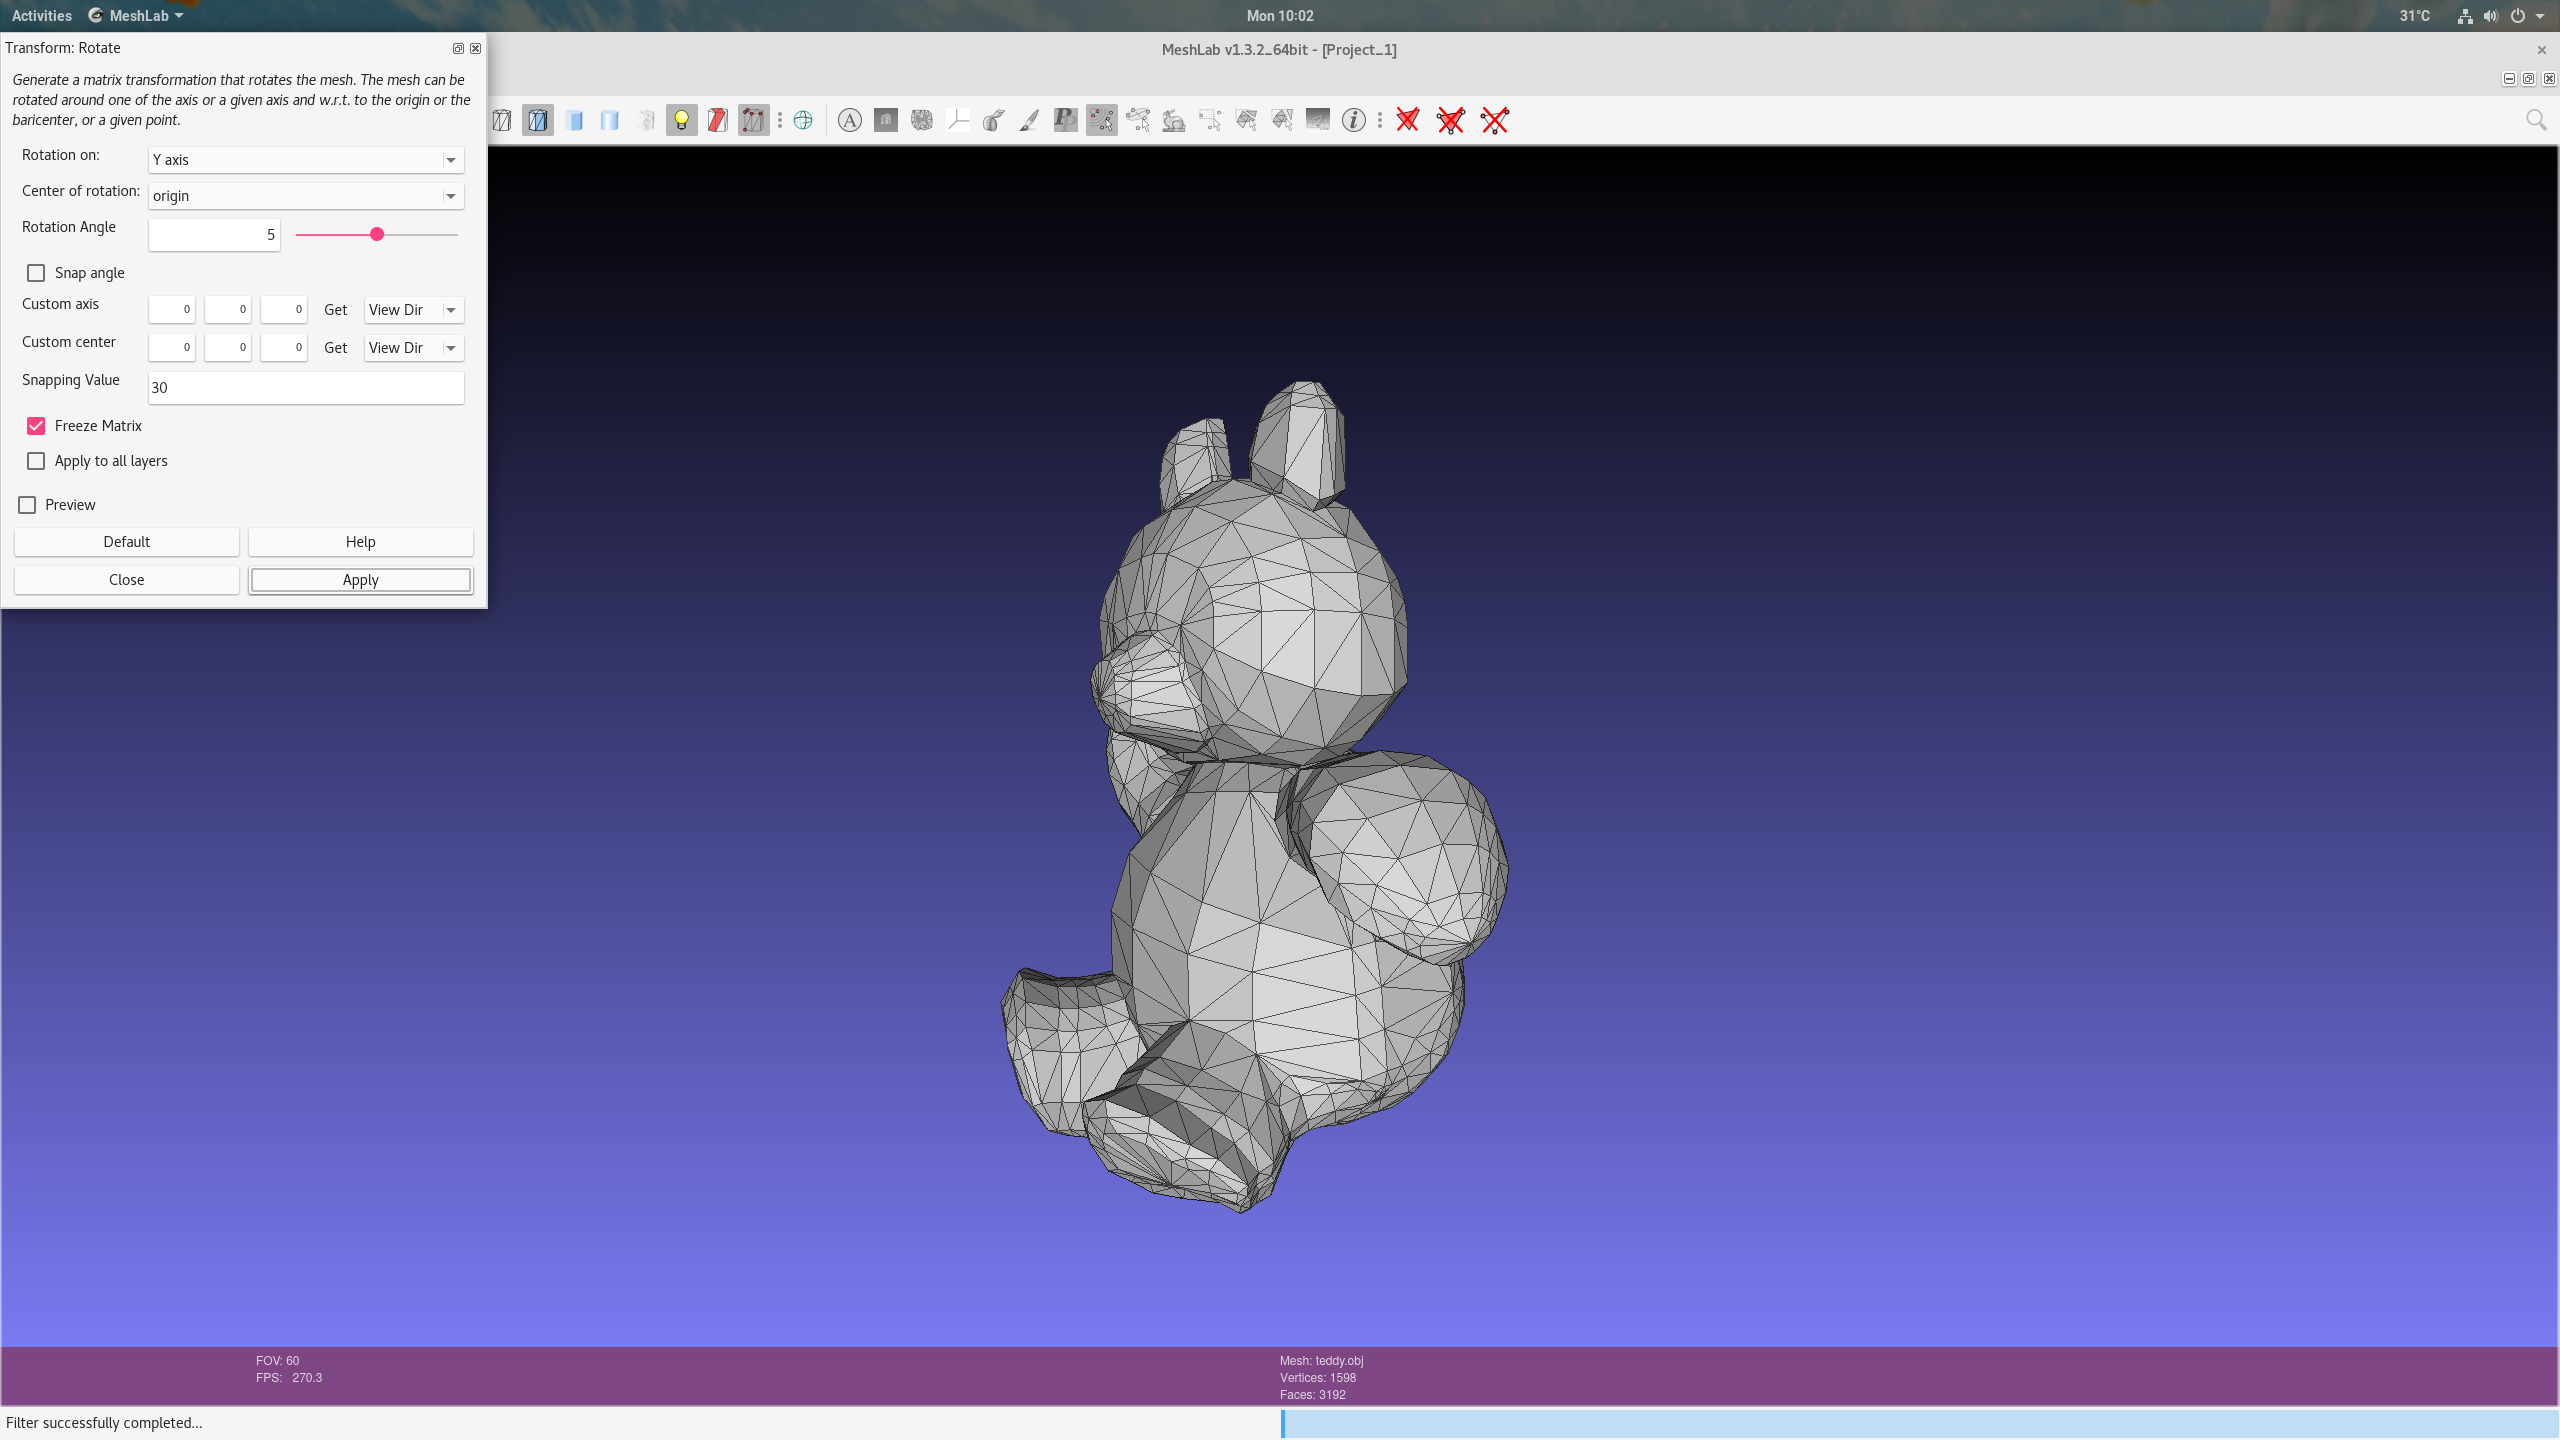 Activities MeshLab Mon 10:02 31°C
Transform: Rotate
MeshLab v1.3.2_64bit - [Project_1]
Generate a matrix transformation that rotates the mesh. The mesh can be
rotated around one of the axis or a given axis and w.r.t. to the origin or the
baricenter, or a given point.
Rotation on: Y axis
Center of rotation: origin
Rotation Angle 5
Snap angle
Custom axis 0 0 0 Get View Dir
Custom center 0 0 0 Get View Dir
Snapping Value 30
Freeze Matrix
Apply to all layers
Preview
Default Help
Close Apply
FOV: 60
FPS: 270.3
Mesh: teddy.obj
Vertices: 1598
Faces: 3192
Filter successfully completed...